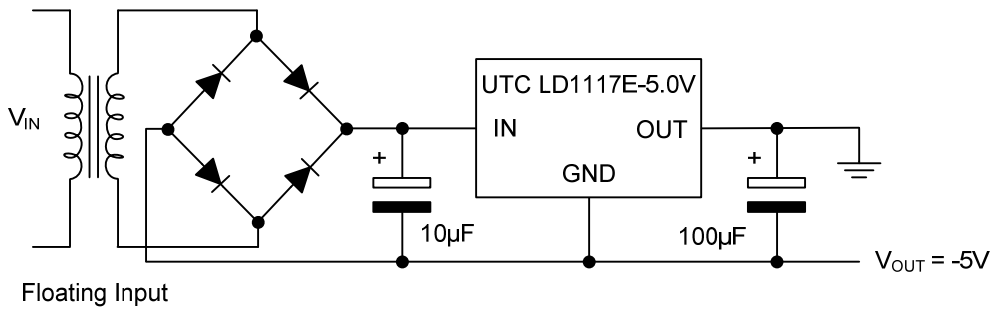 UTC LD1117E-5.0V
VIN
IN
OUT
GND
+
+
10µF
100µF
VOUT = -5V
Floating Input